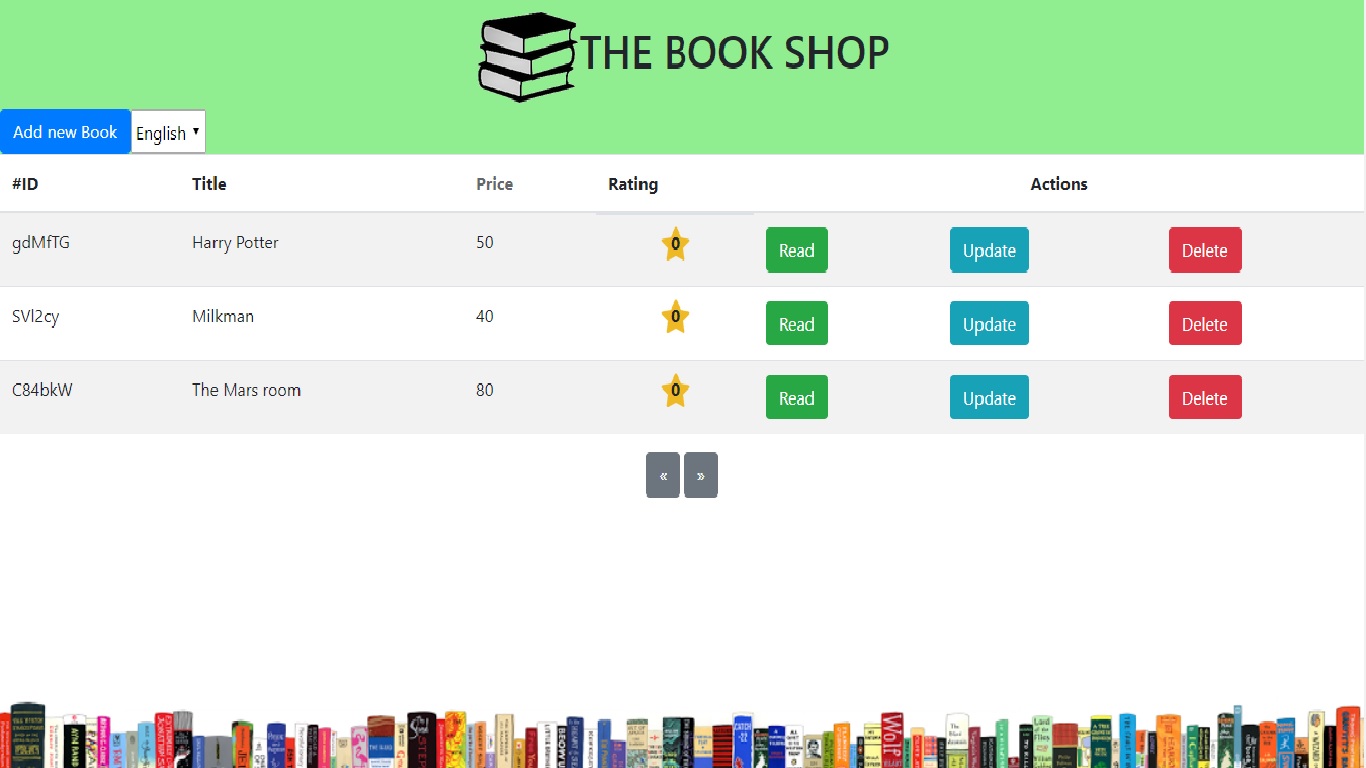 THE BOOK SHOP
Add new Book English
#ID Title Price Rating Actions
gdMfTG Harry Potter 50 0 Read Update Delete
SVl2cy Milkman 40 0 Read Update Delete
C84bkW The Mars room 80 0 Read Update Delete
« »